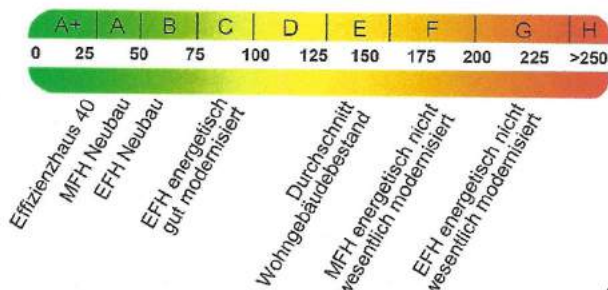 A+ A B C D E F G H
0 25 50 75 100 125 150 175 200 225 >250
Effizienzhaus 40
MFH Neubau
EFH Neubau
EFH energetisch
gut modernisiert
Durchschnitt
Wohngebäudebestand
MFH energetisch nicht
wesentlich modernisiert
EFH energetisch nicht
wesentlich modernisiert